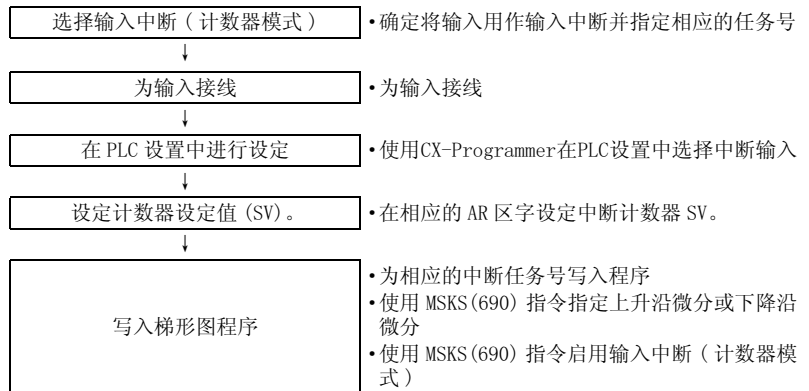 选择输入中断 ( 计数器模式 )
•确定将输入用作输入中断并指定相应的任务号
↓
为输入接线
•为输入接线
↓
在 PLC 设置中进行设定
•使用CX-Programmer在PLC设置中选择中断输入
↓
设定计数器设定值 (SV)。
•在相应的 AR 区字设定中断计数器 SV。
↓
写入梯形图程序
•为相应的中断任务号写入程序
•使用 MSKS(690) 指令指定上升沿微分或下降沿
微分
•使用 MSKS(690) 指令启用输入中断 ( 计数器模
式 )